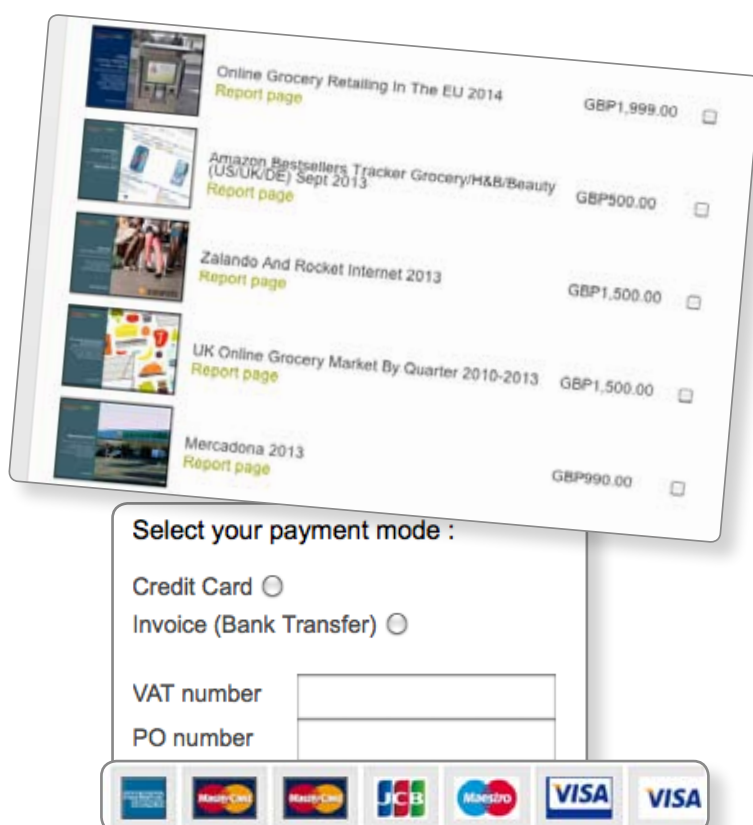 Online Grocery Retailing In The EU 2014
Report page
GBP1,999.00
Amazon Bestsellers Tracker Grocery/H&B/Beauty
(US/UK/DE) Sept 2013
Report page
GBP500.00
Zalando And Rocket Internet 2013
Report page
GBP1,500.00
UK Online Grocery Market By Quarter 2010-2013
Report page
GBP1,500.00
Mercadona 2013
Report page
GBP990.00
Select your payment mode :
Credit Card
Invoice (Bank Transfer)
VAT number
PO number
MasterCard
MasterCard
JCB
Maestro
VISA
VISA